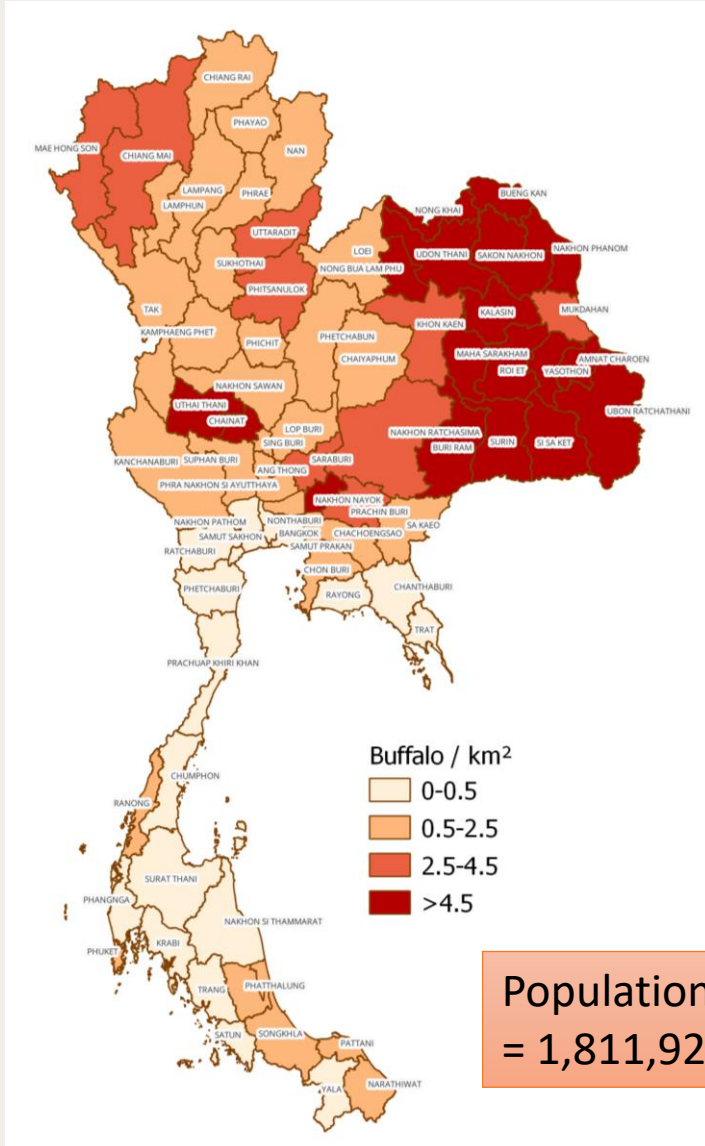 CHIANG RAI
PHAYAO
MAE HONG SON
CHIANG MAI
NAN
LAMPANG
PHRAE
LAMPHUN
BUENG KAN
NONG KHAI
UTTARADIT
LOEI
UDON THANI
SAKON NAKHON
NAKHON PHANOM
SUKHOTHAI
NONG BUA LAM PHU
PHITSANULOK
TAK
KALASIN
MUKDAHAN
KHON KAEN
KAMPHAENG PHET
PHETCHABUN
PHICHIT
MAHA SARAKHAM
AMNAT CHAROEN
CHAIYAPHUM
ROI ET
YASOTHON
NAKHON SAWAN
UTHAI THANI
UBON RATCHATHANI
CHAINAT
LOP BURI
NAKHON RATCHASIMA
SING BURI
SURIN
SI SA KET
BURI RAM
SUPHAN BURI
SARABURI
KANCHANABURI
ANG THONG
PHRA NAKHON SI AYUTTHAYA
NAKHON NAYOK
PRACHIN BURI
NAKHON PATHOM
NONTHABURI
SA KAEO
SAMUT SAKHON
BANGKOK
CHACHOENGSAO
RATCHABURI
SAMUT PRAKAN
CHON BURI
PHETCHABURI
RAYONG
CHANTHABURI
TRAT
PRACHUAP KHIRI KHAN
CHUMPHON
RANONG
SURAT THANI
PHANGNGA
NAKHON SI THAMMARAT
KRABI
PHUKET
TRANG
PHATTHALUNG
SATUN
SONGKHLA
PATTANI
YALA
NARATHIWAT
Buffalo / km²
0-0.5
0.5-2.5
2.5-4.5
>4.5
Population
= 1,811,92